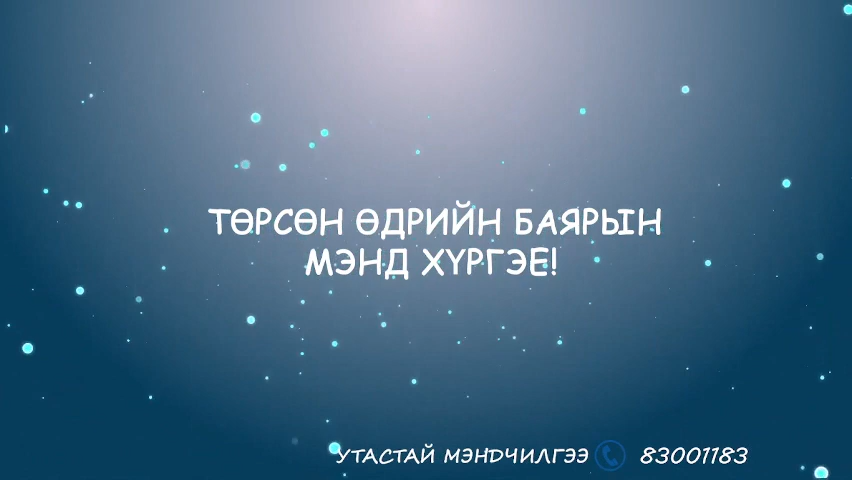 ТӨРСӨН ӨДРИЙН БАЯРЫН
МЭНД ХҮРГЭЕ!
УТАСТАЙ МЭНДЧИЛГЭЭ 83001183